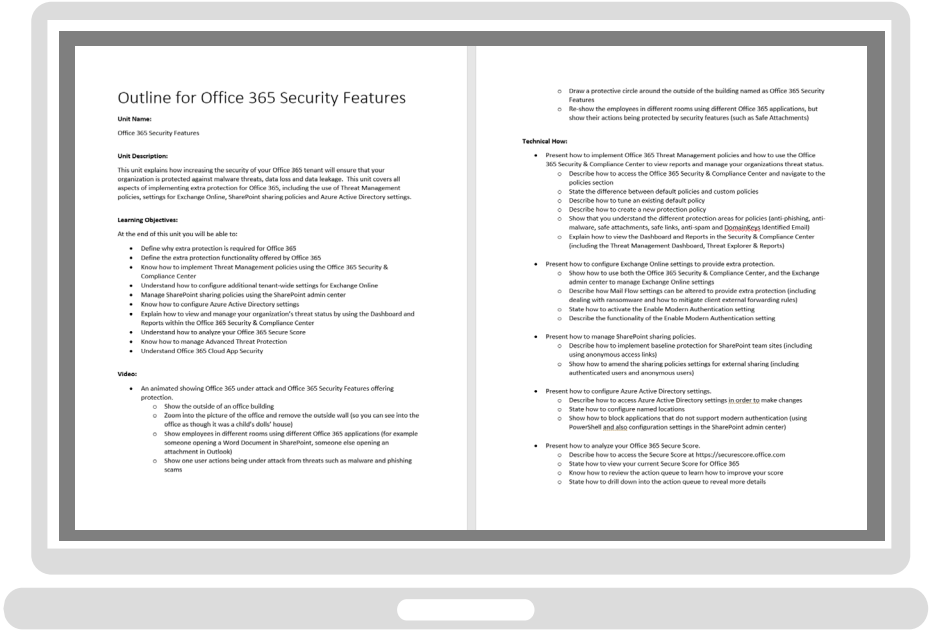 Outline for Office 365 Security Features
Unit Name:
Office 365 Security Features
Unit Description:
This unit explains how increasing the security of your Office 365 tenant will ensure that your
organization is protected against malware threats, data loss and data leakage.  This unit covers all
aspects of implementing extra protection for Office 365, including the use of Threat Management
policies, settings for Exchange Online, SharePoint sharing policies and Azure Active Directory settings.
Learning Objectives:
At the end of this unit you will be able to:
• Define why extra protection is required for Office 365
• Define the extra protection functionality offered by Office 365
• Know how to implement Threat Management policies using the Office 365 Security &
Compliance Center
• Understand how to configure additional tenant-wide settings for Exchange Online
• Manage SharePoint sharing policies using the SharePoint admin center
• Know how to configure Azure Active Directory settings
• Explain how to view and manage your organization's threat status by using the Dashboard and
Reports within the Office 365 Security & Compliance Center
• Understand how to analyze your Office 365 Secure Score
• Know how to manage Advanced Threat Protection
• Understand Office 365 Cloud App Security
Video:
• An animated showing Office 365 under attack and Office 365 Security Features offering
protection.
o Show the outside of an office building
o Zoom into the picture of the office and remove the outside wall (so you can see into the
office as though it was a child's dolls' house)
o Show employees in different rooms using different Office 365 applications (for example
someone opening a Word Document in SharePoint, someone else opening an
attachment in Outlook)
o Show one user actions being under attack from threats such as malware and phishing
scams
o Draw a protective circle around the outside of the building named as Office 365 Security
Features
o Re-show the employees in different rooms using different Office 365 applications, but
show their actions being protected by security features (such as Safe Attachments)
Technical How:
• Present how to implement Office 365 Threat Management policies and how to use the Office
365 Security & Compliance Center to view reports and manage your organizations threat status.
o Describe how to access the Office 365 Security & Compliance Center and navigate to the
policies section
o State the difference between default policies and custom policies
o Describe how to tune an existing default policy
o Describe how to create a new protection policy
o Show that you understand the different protection areas for policies (anti-phishing, anti-
malware, safe attachments, safe links, anti-spam and DomainKeys Identified Email)
o Explain how to view the Dashboard and Reports in the Security & Compliance Center
(including the Threat Management Dashboard, Threat Explorer & Reports)
• Present how to configure Exchange Online settings to provide extra protection.
o Show how to use both the Office 365 Security & Compliance Center, and the Exchange
admin center to manage Exchange Online settings
o Describe how Mail Flow settings can be altered to provide extra protection (including
dealing with ransomware and how to mitigate client external forwarding rules)
o State how to activate the Enable Modern Authentication setting
o Describe the functionality of the Enable Modern Authentication setting
• Present how to manage SharePoint sharing policies.
o Describe how to implement baseline protection for SharePoint team sites (including
using anonymous access links)
o Show how to amend the sharing policies settings for external sharing (including
authenticated users and anonymous users)
• Present how to configure Azure Active Directory settings.
o Describe how to access Azure Active Directory settings in order to make changes
o State how to configure named locations
o Show how to block applications that do not support modern authentication (using
PowerShell and also configuration settings in the SharePoint admin center)
• Present how to analyze your Office 365 Secure Score.
o Describe how to access the Secure Score at https://securescore.office.com
o State how to view your current Secure Score for Office 365
o Know how to review the action queue to learn how to improve your score
o State how to drill down into the action queue to reveal more details